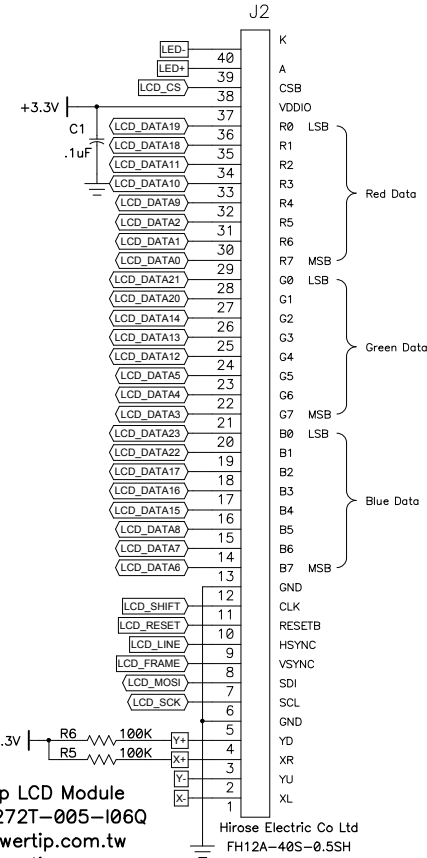 J2
LED- 40 K
LED+ 39 A
LCD_CS 38 CSB
+3.3V 37 VDDIO
C1
.1uF
LCD_DATA19 36 R0 LSB
LCD_DATA18 35 R1
LCD_DATA11 34 R2
LCD_DATA10 33 R3
Red Data
LCD_DATA9 32 R4
LCD_DATA2 31 R5
LCD_DATA1 30 R6
LCD_DATA0 29 R7 MSB
LCD_DATA21 28 G0 LSB
LCD_DATA20 27 G1
LCD_DATA14 26 G2
LCD_DATA13 25 G3
Green Data
LCD_DATA12 24 G4
LCD_DATA5 23 G5
LCD_DATA4 22 G6
LCD_DATA3 21 G7 MSB
LCD_DATA23 20 B0 LSB
LCD_DATA22 19 B1
LCD_DATA17 18 B2
LCD_DATA16 17 B3
Blue Data
LCD_DATA15 16 B4
LCD_DATA8 15 B5
LCD_DATA7 14 B6
LCD_DATA6 13 B7 MSB
12 GND
LCD_SHIFT 11 CLK
LCD_RESET 10 RESETB
LCD_LINE 9 HSYNC
LCD_FRAME 8 VSYNC
LCD_MOSI 7 SDI
LCD_SCK 6 SCL
5 GND
.3V R6 100K Y+ 4 YD
R5 100K X+ 3 XR
Y- 2 YU
X- 1 XL
p LCD Module
272T-005-I06Q
wertip.com.tw
Hirose Electric Co Ltd
FH12A-40S-0.5SH